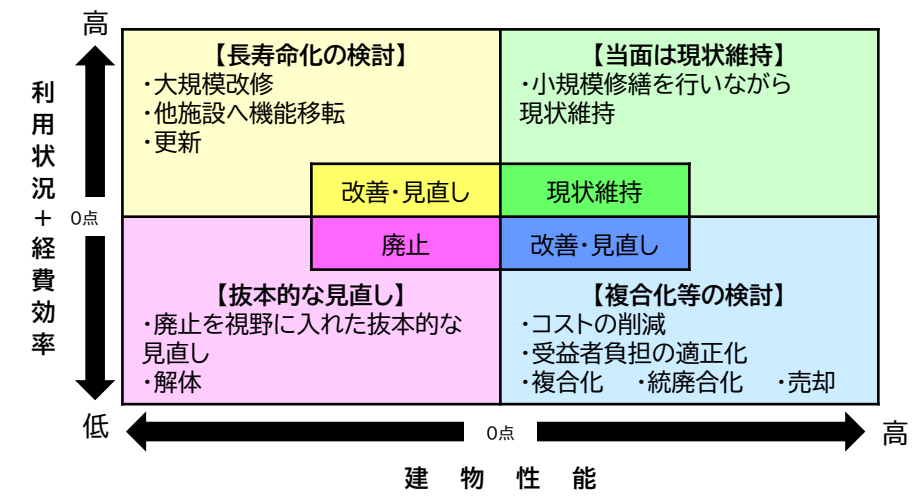 高
【長寿命化の検討】
・大規模改修
・他施設へ機能移転
・更新
【当面は現状維持】
・小規模修繕を行いながら
現状維持
利用状況＋経費効率
0点
改善・見直し
現状維持
廃止
改善・見直し
【抜本的な見直し】
・廃止を視野に入れた抜本的な
見直し
・解体
【複合化等の検討】
・コストの削減
・受益者負担の適正化
・複合化　・統廃合化　・売却
低
0点
高
建物性能